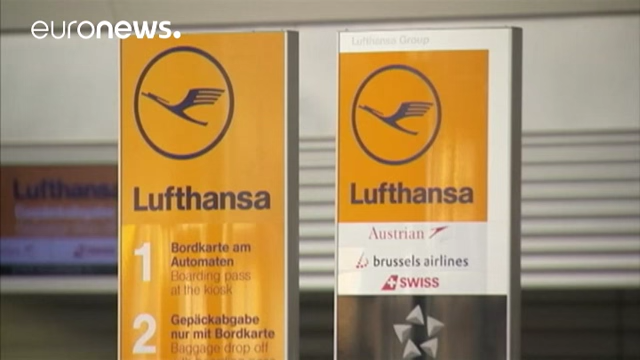 euronews.
Lufthansa
1 Bordkarte am
Automaten
Boarding pass
at the kiosk
2 Gepäckabgabe
nur mit Bordkarte
Baggage drop off
Lufthansa Group
Lufthansa
Austrian
brussels airlines
SWISS
Lufthansa